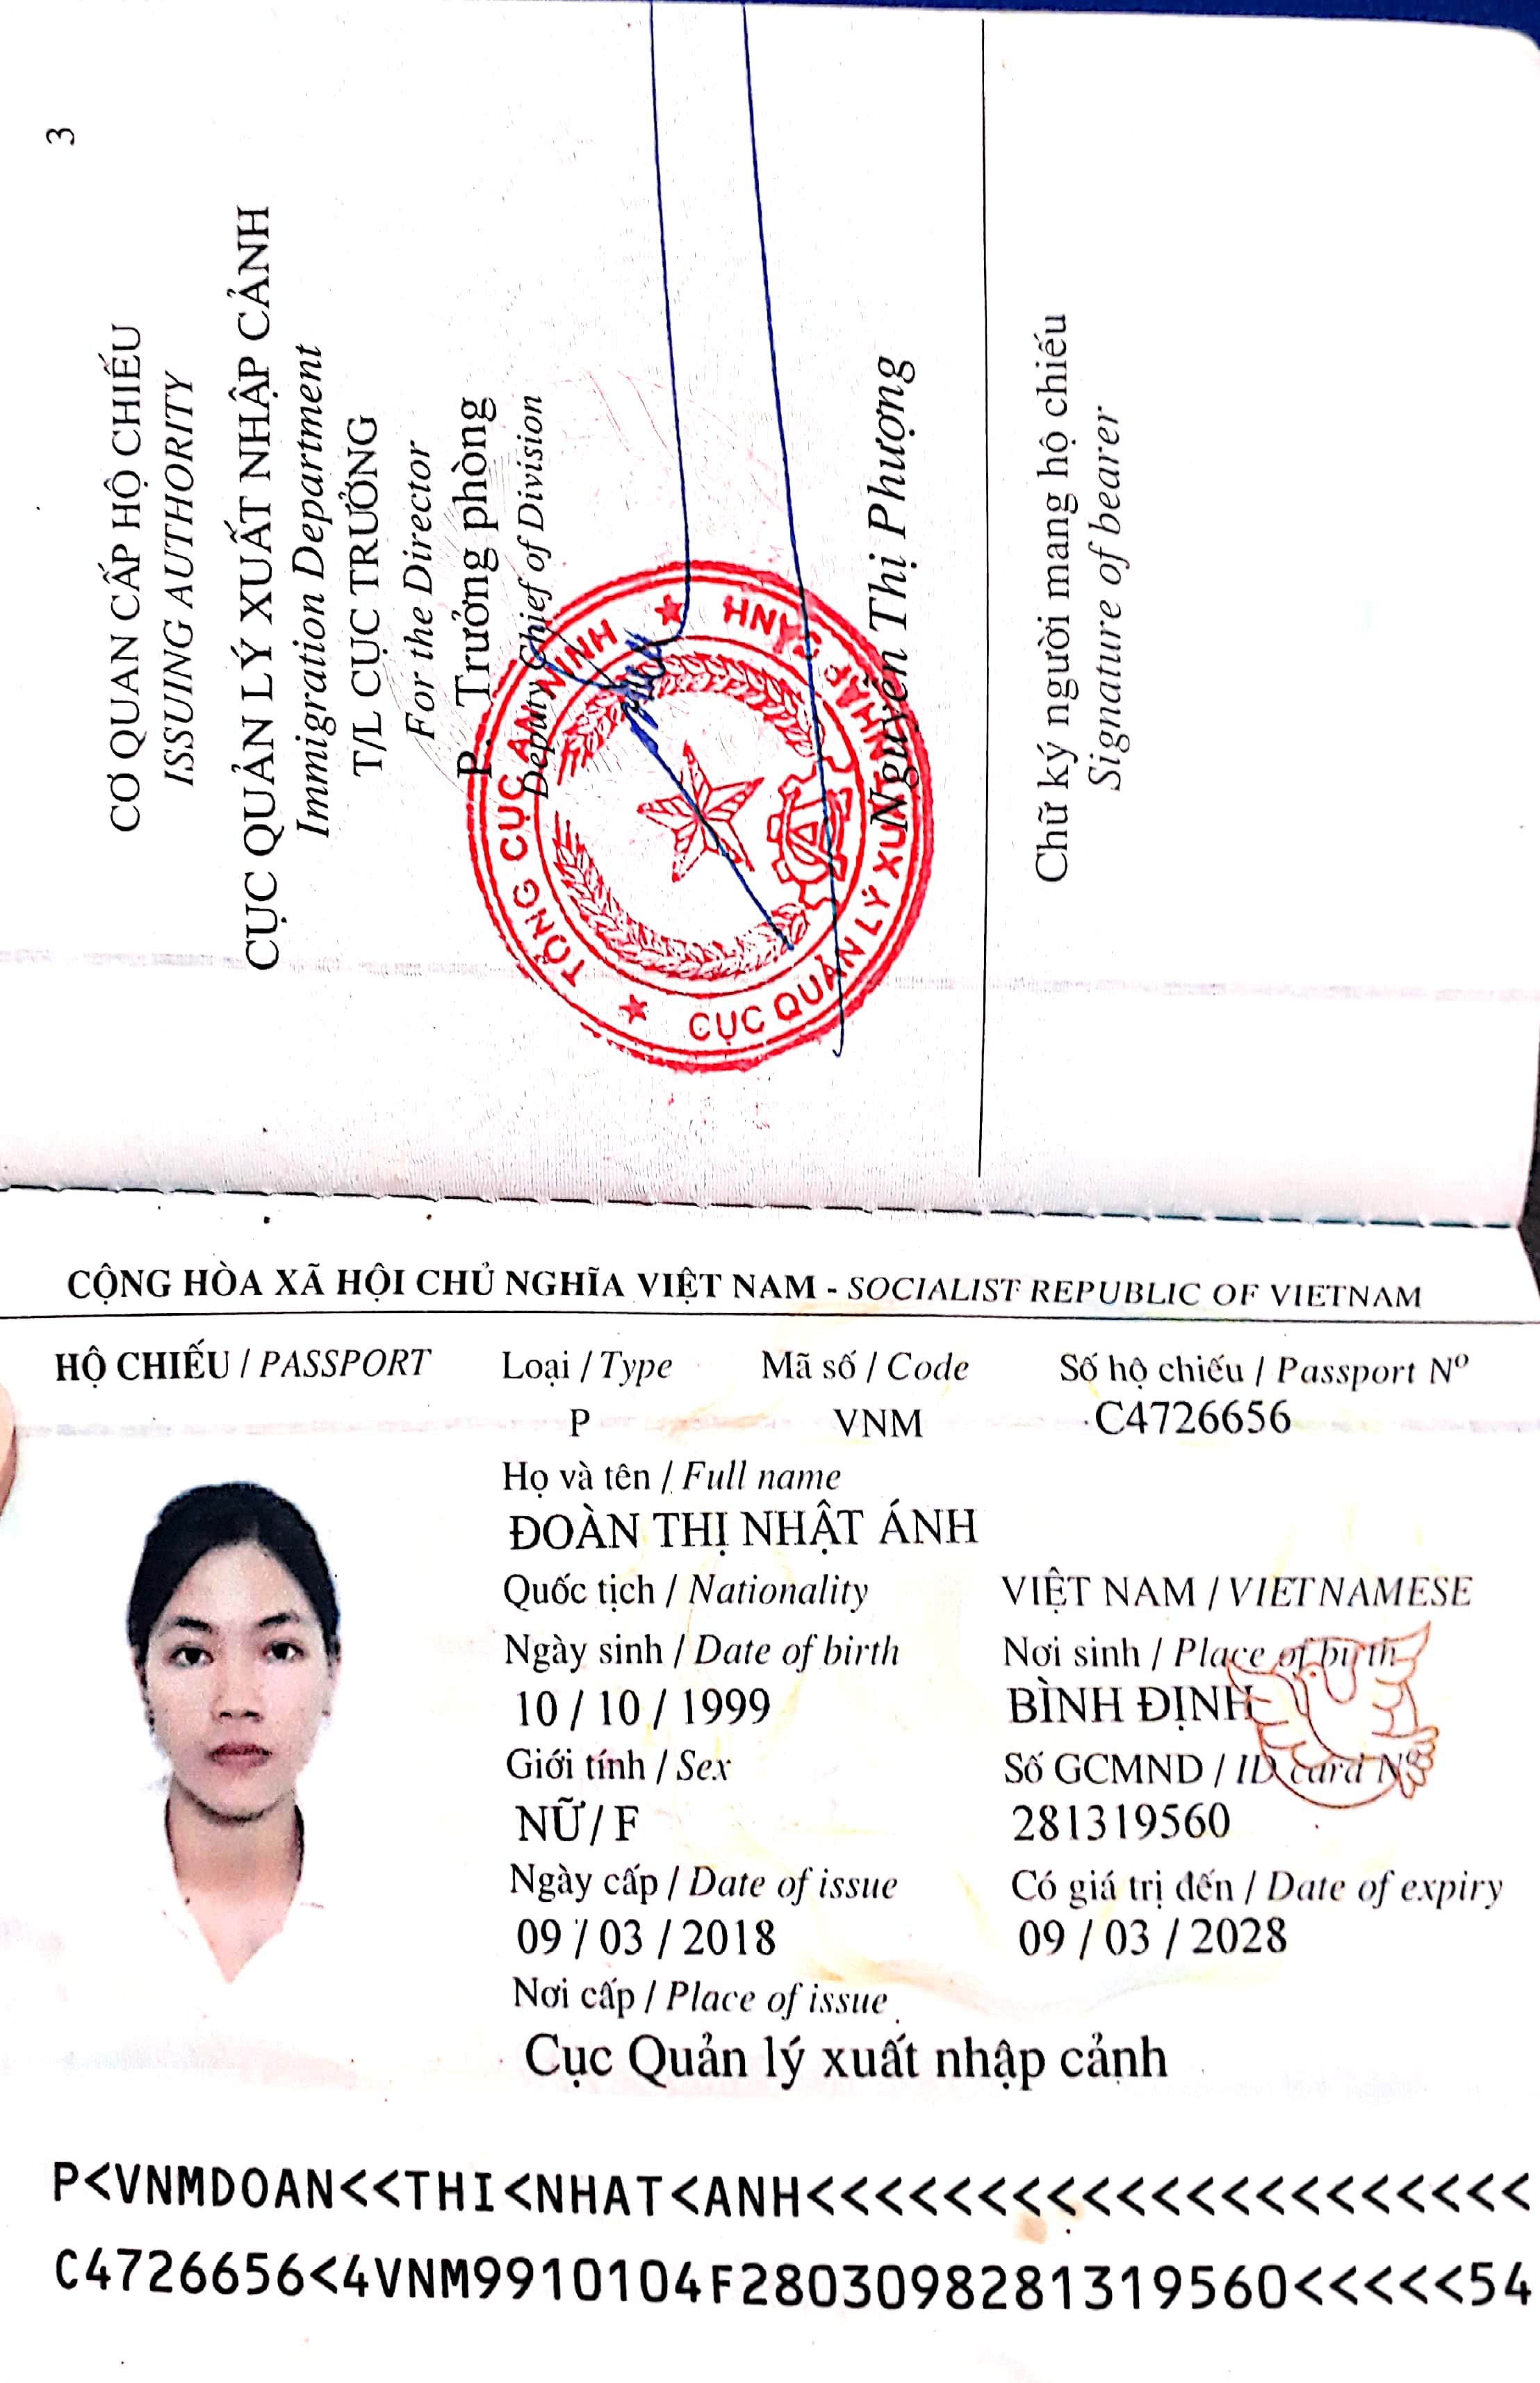 3
CƠ QUAN CẤP HỘ CHIẾU
ISSUING AUTHORITY
CỤC QUẢN LÝ XUẤT NHẬP CẢNH
Immigration Department
T/L CỤC TRƯỞNG
For the Director
P. Trưởng phòng
Deputy Chief of Division
TỔNG CỤC AN NINH
CỤC QUẢN LÝ XUẤT NHẬP CẢNH
Nguyễn Thị Phượng
Chữ ký người mang hộ chiếu
Signature of bearer
CỘNG HÒA XÃ HỘI CHỦ NGHĨA VIỆT NAM - SOCIALIST REPUBLIC OF VIETNAM
HỘ CHIẾU / PASSPORT Loại / Type Mã số / Code Số hộ chiếu / Passport Nº
P VNM C4726656
Họ và tên / Full name
ĐOÀN THỊ NHẬT ÁNH
Quốc tịch / Nationality VIỆT NAM / VIETNAMESE
Ngày sinh / Date of birth Nơi sinh / Place of birth
10 / 10 / 1999 BÌNH ĐỊNH
Giới tính / Sex Số GCMND / ID card Nº
NỮ / F 281319560
Ngày cấp / Date of issue Có giá trị đến / Date of expiry
09 / 03 / 2018 09 / 03 / 2028
Nơi cấp / Place of issue
Cục Quản lý xuất nhập cảnh
P<VNMDOAN<<THI<NHAT<ANH<<<<<<<<<<<<<<<<<<<<<
C4726656<4VNM9910104F2803098281319560<<<<<54